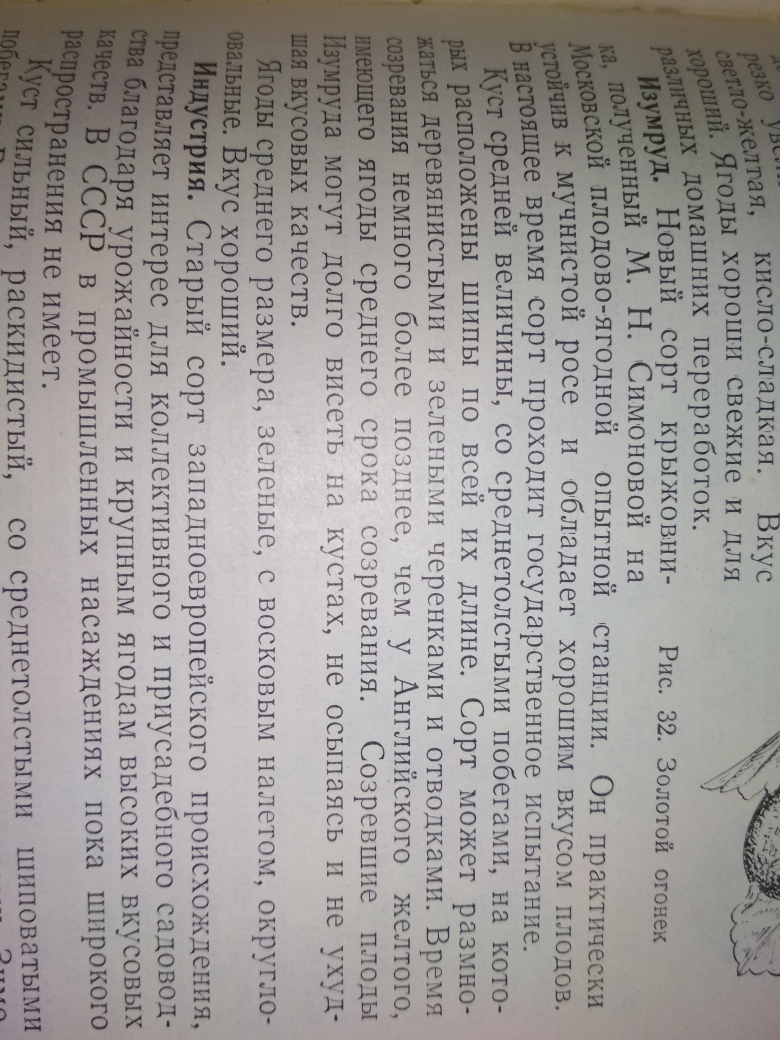 кисло-сладкая. Вкус
светло-желтая,
хороший. Ягоды хороши свежие и для
различных домашних переработок.
Изумруд. Новый сорт крыжовни-
ка, полученный М. Н. Симоновой на
Московской плодово-ягодной опытной станции. Он практически
устойчив к мучнистой росе и обладает хорошим вкусом плодов.
В настоящее время сорт проходит государственное испытание.
Куст средней величины, со среднетолстыми побегами, на кото-
рых расположены шипы по всей их длине. Сорт может размно-
жаться деревянистыми и зелеными черенками и отводками. Время
созревания немного более позднее, чем у Английского желтого,
имеющего ягоды среднего срока созревания. Созревшие плоды
Изумруда могут долго висеть на кустах, не осыпаясь и не ухуд-
шая вкусовых качеств.
Ягоды среднего размера, зеленые, с восковым налетом, округло-
овальные. Вкус хороший.
Индустрия. Старый сорт западноевропейского происхождения,
представляет интерес для коллективного и приусадебного садовод-
ства благодаря урожайности и крупным ягодам высоких вкусовых
качеств. В СССР в промышленных насаждениях пока широкого
распространения не имеет.
Куст сильный, раскидистый, со среднетолстыми шиповатыми
Рис. 32. Золотой огонек